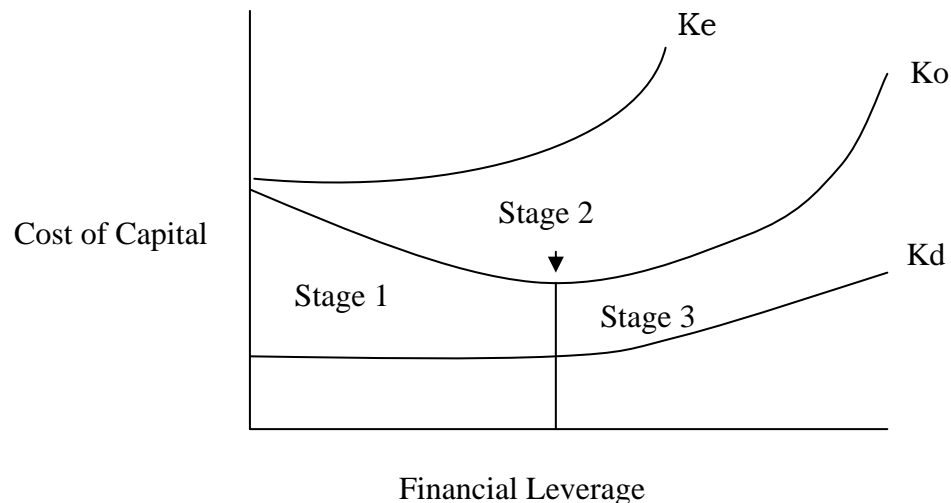 Ke
Ko
Stage 2
Cost of Capital
Kd
Stage 1
Stage 3
Financial Leverage